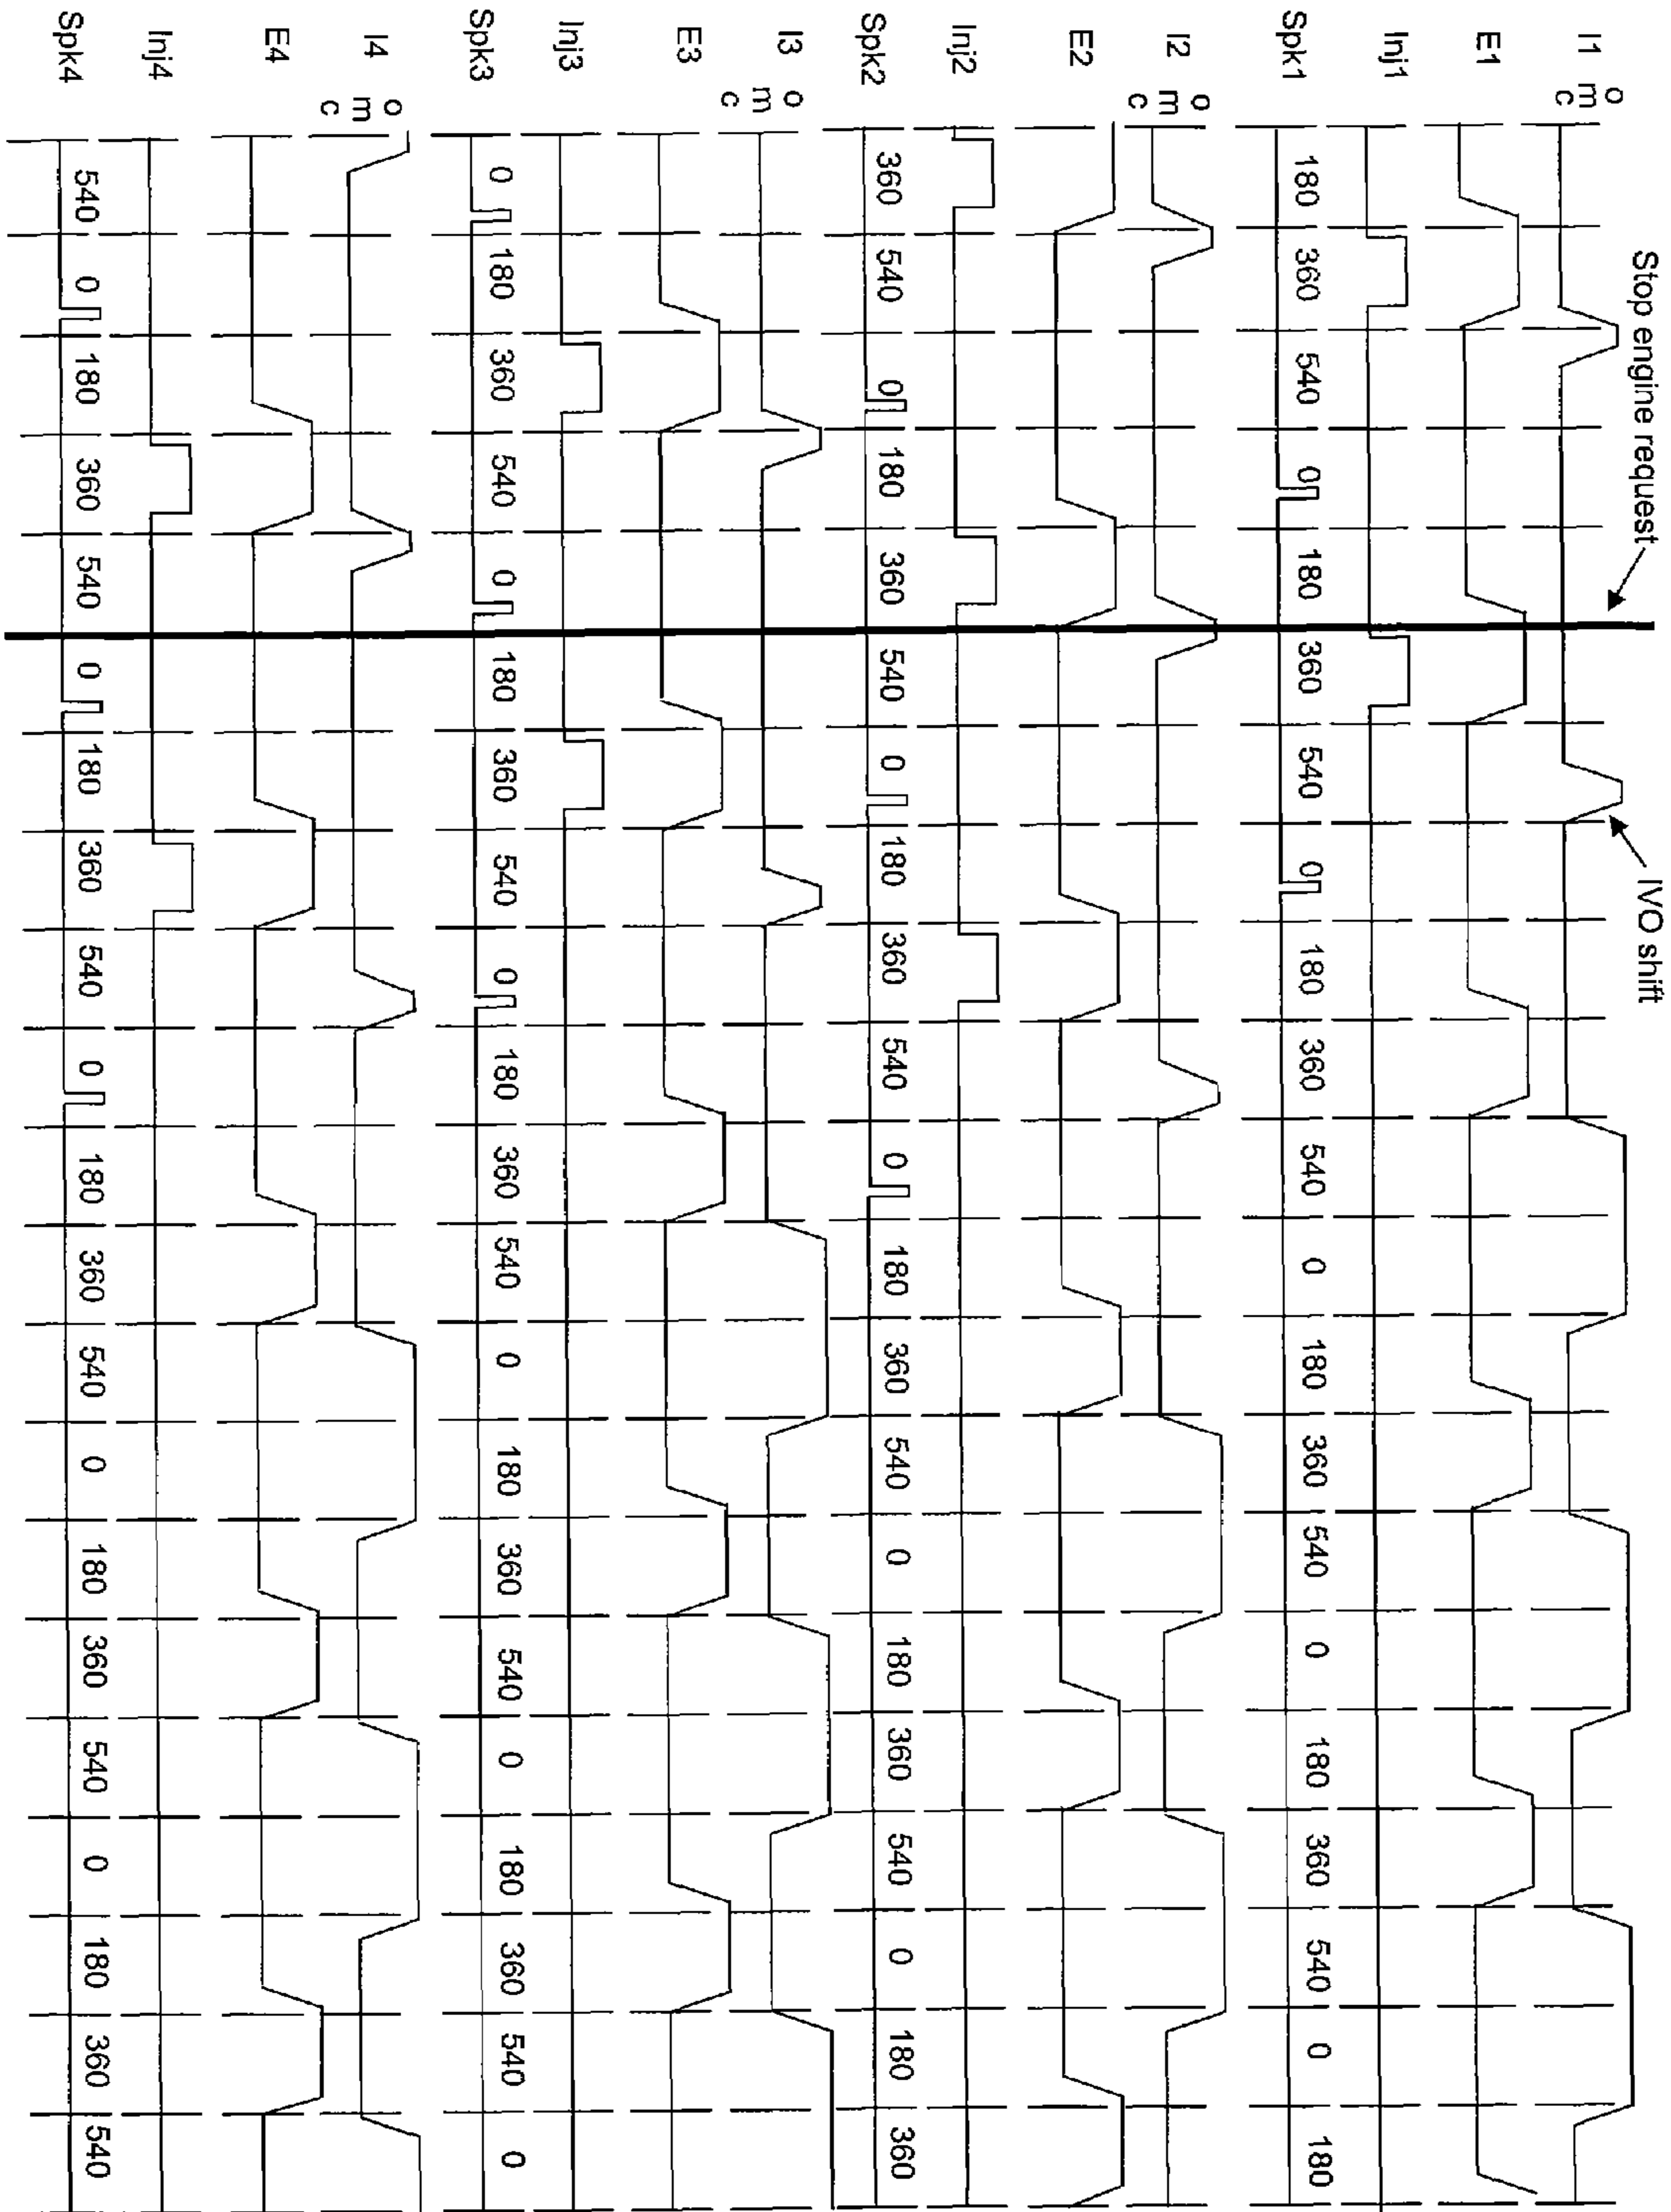 Stop engine request
IVO shift
I1
o
m
c
E1
Inj1
Spk1
180 360 540 0 180 360 540 0 180 360 540 0 180 360 540 0 180 360 540 0 180
I2
o
m
c
E2
Inj2
Spk2
360 540 0 180 360 540 0 180 360 540 0 180 360 540 0 180 360 540 0 180 360
I3
o
m
c
E3
Inj3
Spk3
0 180 360 540 0 180 360 540 0 180 360 540 0 180 360 540 0 180 360 540 0
I4
o
m
c
E4
Inj4
Spk4
540 0 180 360 540 0 180 360 540 0 180 360 540 0 180 360 540 0 180 360 540